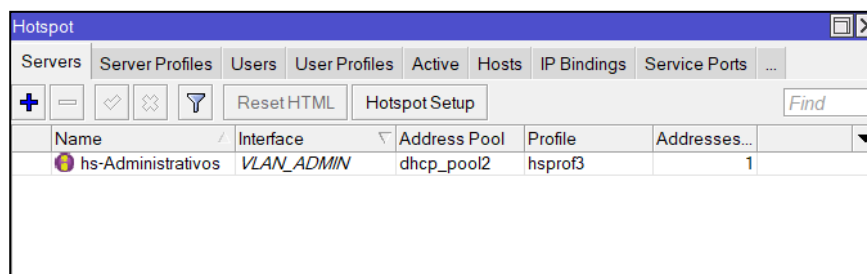 Hotspot
Servers Server Profiles Users User Profiles Active Hosts IP Bindings Service Ports ...
Reset HTML Hotspot Setup Find
Name Interface Address Pool Profile Addresses...
hs-Administrativos VLAN_ADMIN dhcp_pool2 hsprof3 1